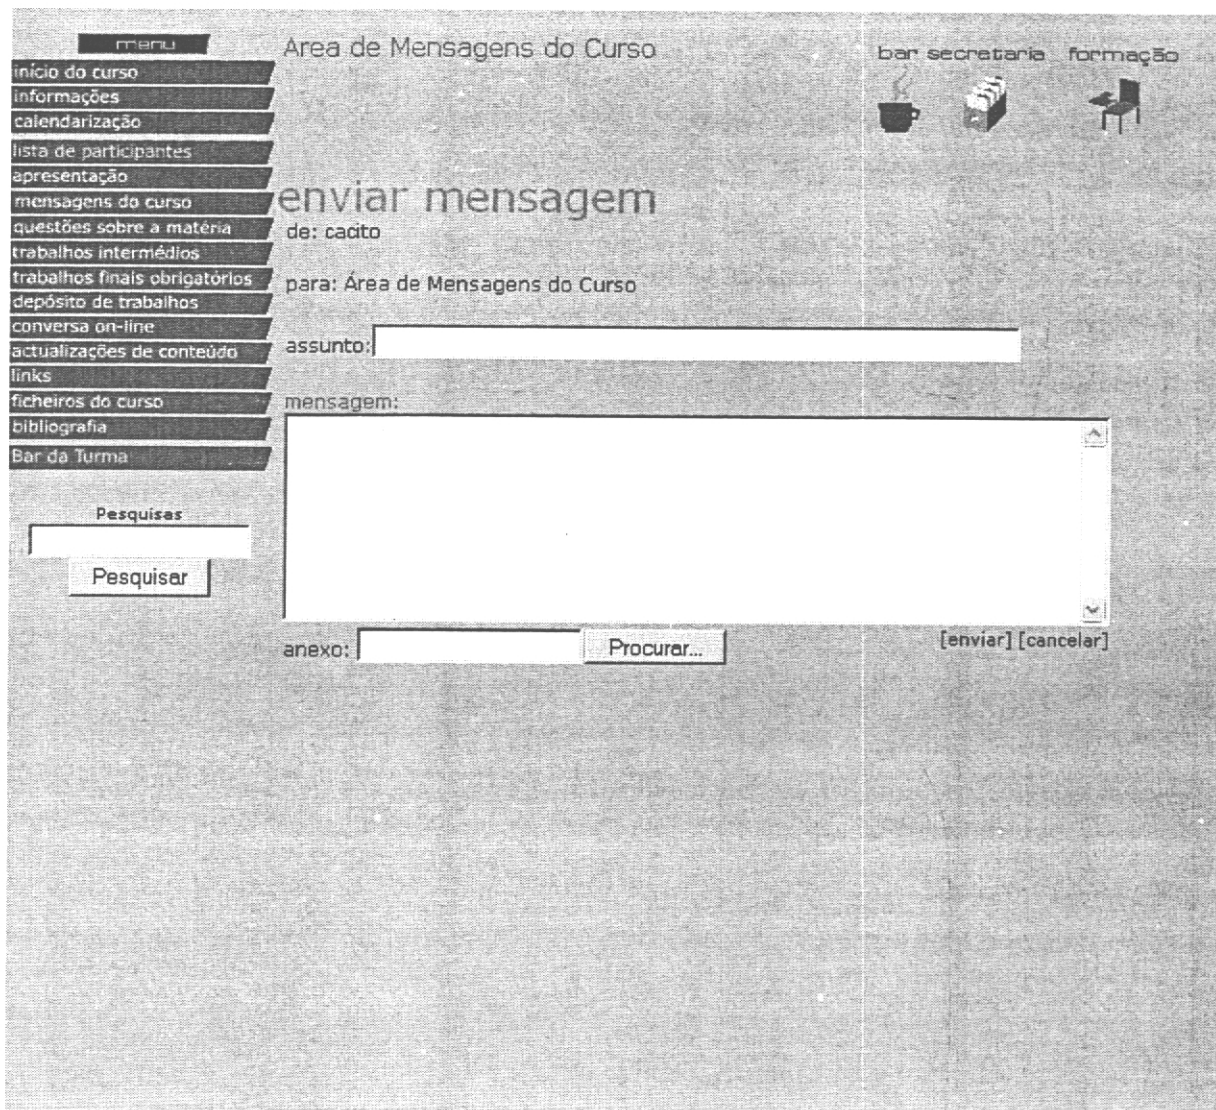 menu
início do curso
informações
calendarização
lista de participantes
apresentação
mensagens do curso
questões sobre a matéria
trabalhos intermédios
trabalhos finais obrigatórios
depósito de trabalhos
conversa on-line
actualizações de conteúdo
links
ficheiros do curso
bibliografia
Bar da Turma
Pesquisas
Pesquisar
Area de Mensagens do Curso
bar secretaria formação
enviar mensagem
de: cacito
para: Área de Mensagens do Curso
assunto:
mensagem:
anexo: Procurar...
[enviar] [cancelar]